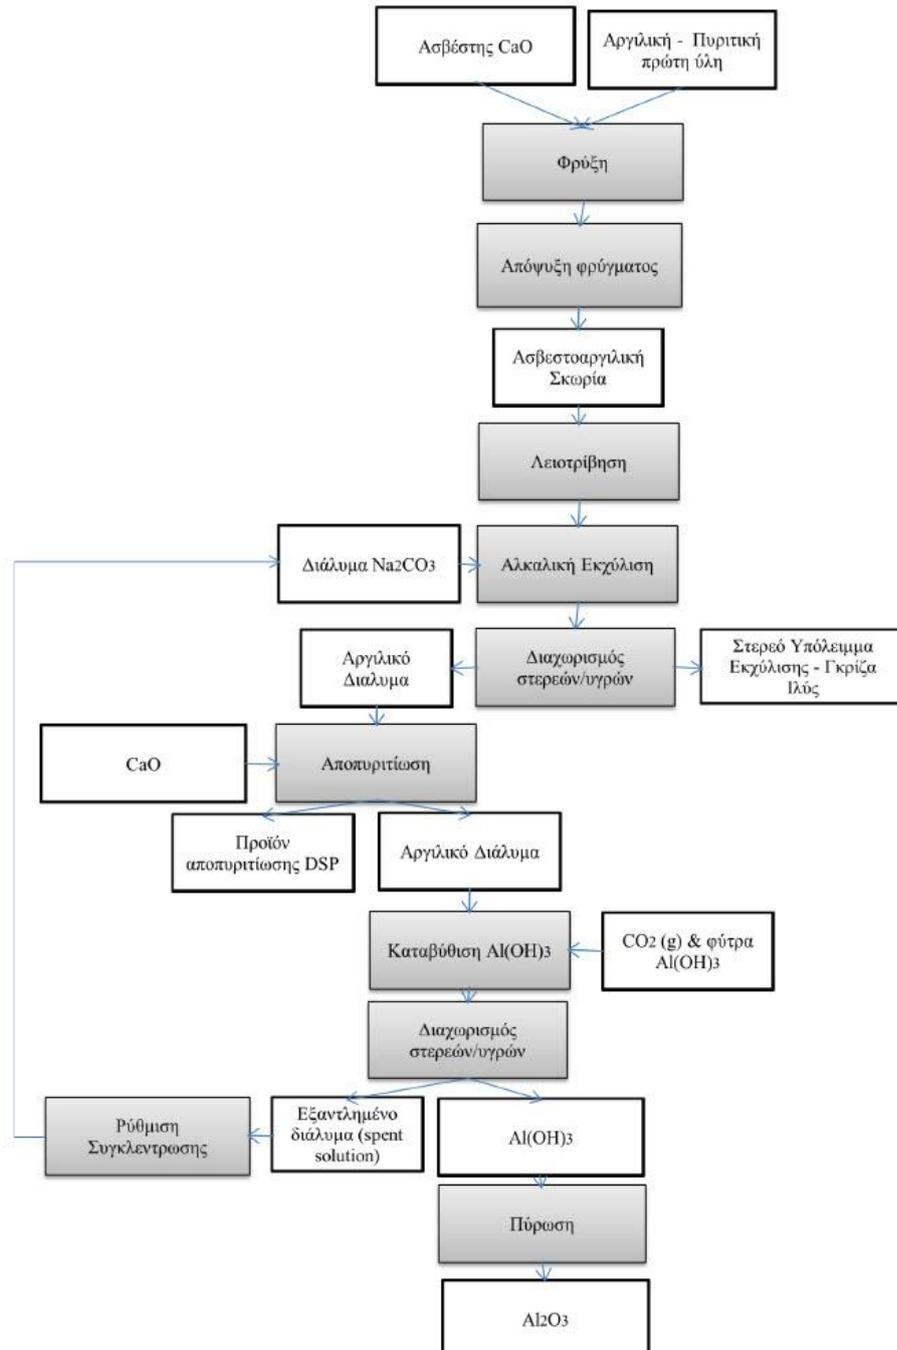 Ασβέστης CaO
Αργιλική - Πυριτική
πρώτη ύλη
Φρύξη
Απόψυξη φρύγματος
Ασβεστοαργιλική
Σκωρία
Λειοτρίβηση
Διάλυμα Na2CO3
Αλκαλική Εκχύλιση
Αργιλικό
Διαλυμα
Διαχωρισμός
στερεών/υγρών
Στερεό Υπόλειμμα
Εκχύλισης - Γκρίζα
Ιλύς
CaO
Αποπυριτίωση
Προϊόν
αποπυριτίωσης DSP
Αργιλικό Διάλυμα
Καταβύθιση Al(OH)3
CO2 (g) & φύτρα
Al(OH)3
Διαχωρισμός
στερεών/υγρών
Ρύθμιση
Συγκλεντρωσης
Εξαντλημένο
διάλυμα (spent
solution)
Al(OH)3
Πύρωση
Al2O3